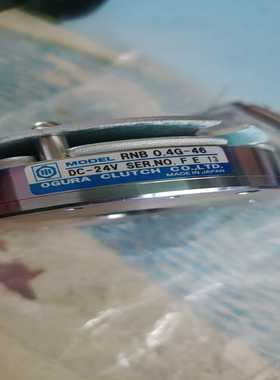 MODEL RNB 0.4G-46
DC-24V SER.NO. F E 13
OGURA CLUTCH CO.,LTD.
MADE IN JAPAN